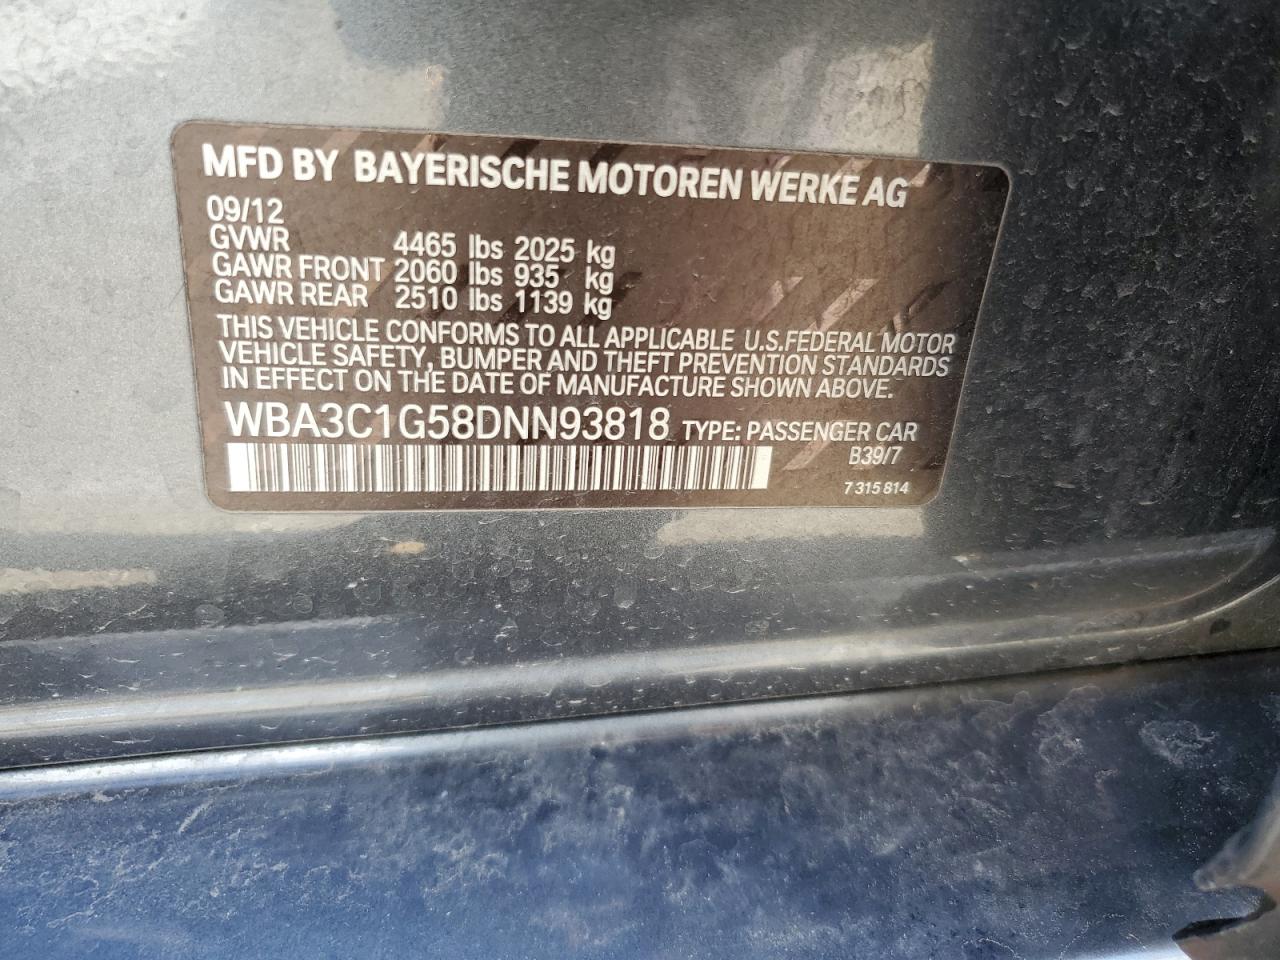 MFD BY BAYERISCHE MOTOREN WERKE AG
09/12
GVWR 4465 lbs 2025 kg
GAWR FRONT 2060 lbs 935 kg
GAWR REAR 2510 lbs 1139 kg
THIS VEHICLE CONFORMS TO ALL APPLICABLE U.S.FEDERAL MOTOR
VEHICLE SAFETY, BUMPER AND THEFT PREVENTION STANDARDS
IN EFFECT ON THE DATE OF MANUFACTURE SHOWN ABOVE.
WBA3C1G58DNN93818 TYPE: PASSENGER CAR
B39/7
7 315 814